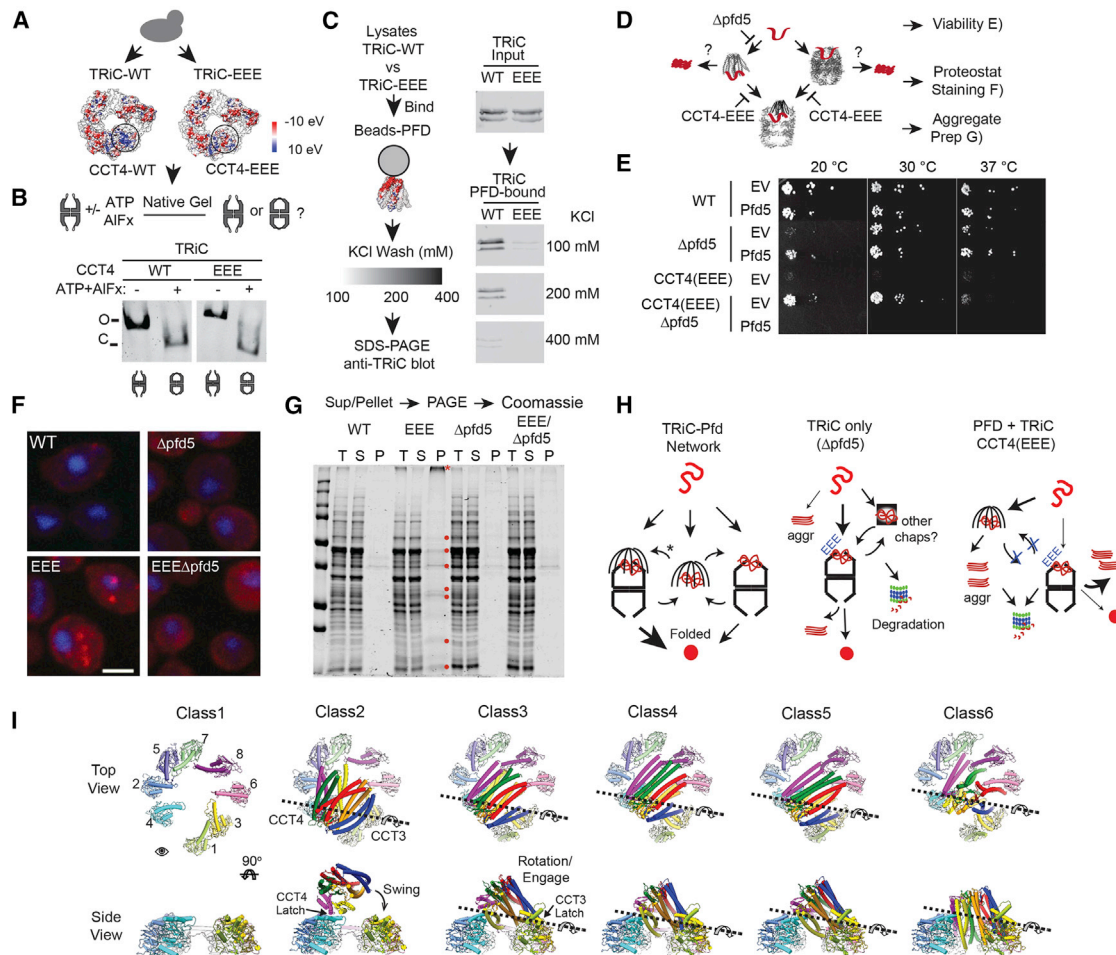 A
TRiC-WT
TRiC-EEE
-10 eV
10 eV
CCT4-WT
CCT4-EEE
B
+/- ATP
AlFx
Native Gel
or
?
TRiC
CCT4
WT
EEE
ATP+AlFx:
-
+
-
+
O
C
C
Lysates
TRiC-WT
vs
TRiC-EEE
Bind
Beads-PFD
KCl Wash (mM)
100
200
400
SDS-PAGE
anti-TRiC blot
TRiC
Input
WT EEE
TRiC
PFD-bound
WT EEE
KCl
100 mM
200 mM
400 mM
D
Δpfd5
?
?
CCT4-EEE
CCT4-EEE
Viability E)
Proteostat
Staining F)
Aggregate
Prep G)
E
20 °C
30 °C
37 °C
WT
EV
Pfd5
Δpfd5
EV
Pfd5
CCT4(EEE)
EV
CCT4(EEE)
Δpfd5
EV
Pfd5
F
WT
Δpfd5
EEE
EEEΔpfd5
G
Sup/Pellet
PAGE
Coomassie
WT
EEE
Δpfd5
EEE/
Δpfd5
T S P T S P T S P T S P
*
H
TRiC-Pfd
Network
*
Folded
TRiC only
(Δpfd5)
aggr
EEE
other
chaps?
Degradation
PFD + TRiC
CCT4(EEE)
EEE
aggr
I
Class1
Class2
Class3
Class4
Class5
Class6
Top
View
5
7
8
2
6
4
3
1
90º
CCT4
CCT3
Side
View
CCT4
Latch
Swing
Rotation/
Engage
CCT3
Latch